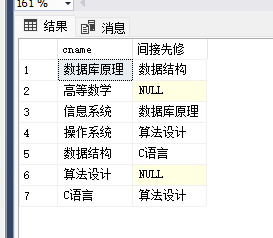 161 %
结果 消息
cname 间接先修
1 数据库原理 数据结构
2 高等数学 NULL
3 信息系统 数据库原理
4 操作系统 算法设计
5 数据结构 C语言
6 算法设计 NULL
7 C语言 算法设计